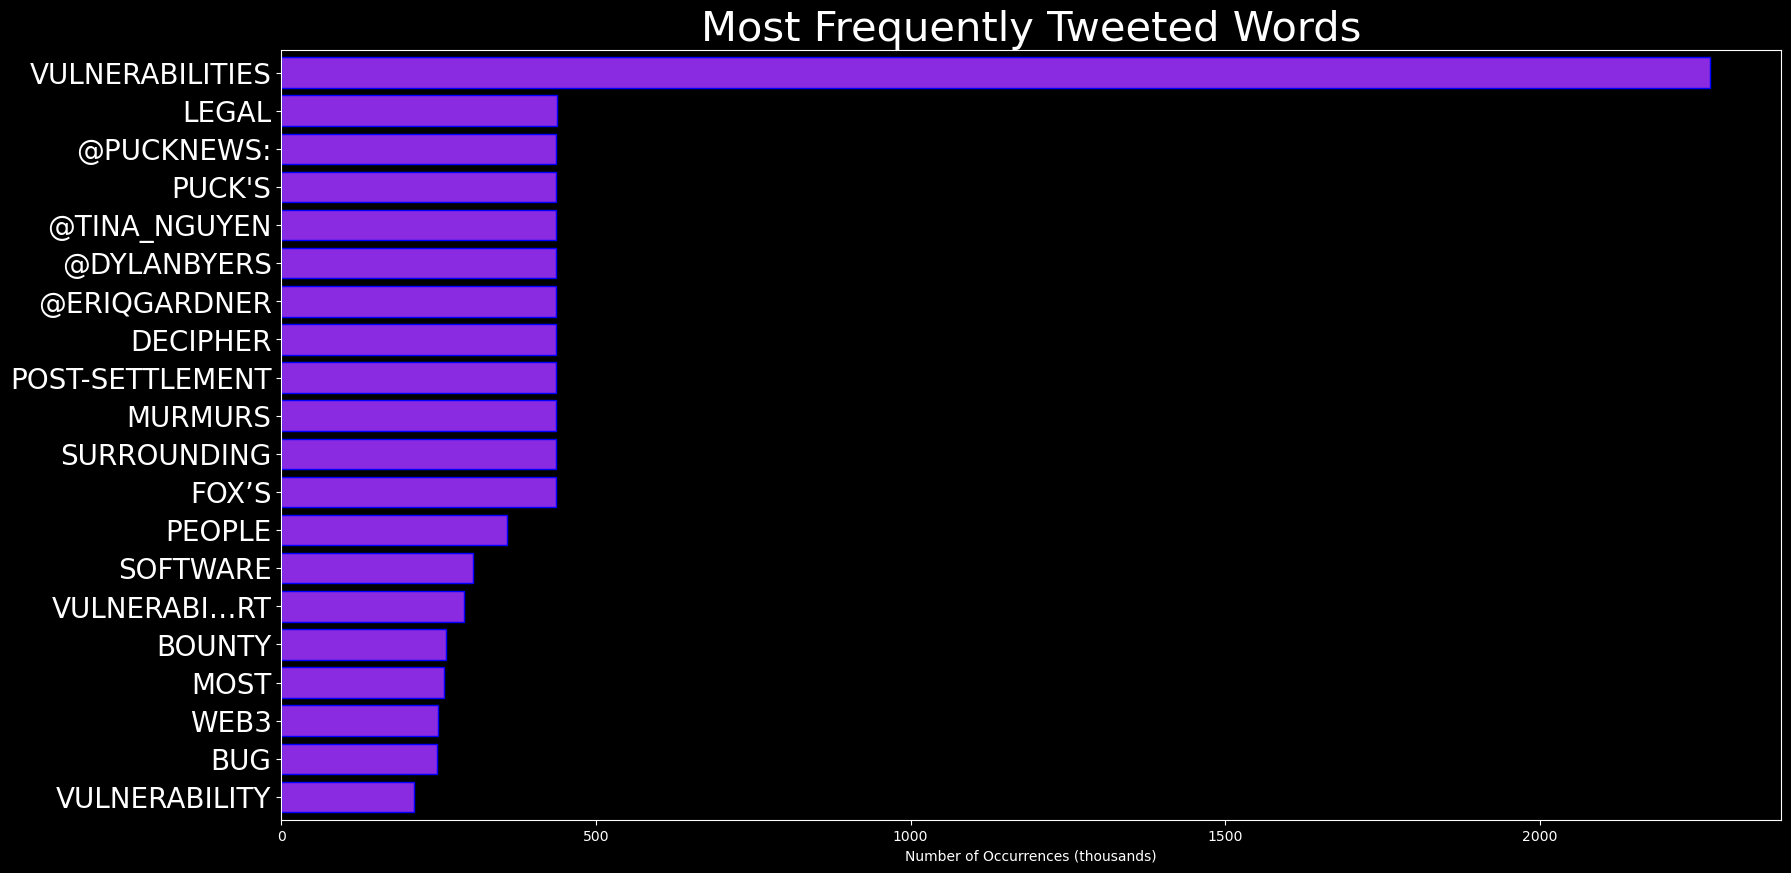 Most Frequently Tweeted Words
VULNERABILITIES
LEGAL
@PUCKNEWS:
PUCK'S
@TINA_NGUYEN
@DYLANBYERS
@ERIQGARDNER
DECIPHER
POST-SETTLEMENT
MURMURS
SURROUNDING
FOX’S
PEOPLE
SOFTWARE
VULNERABI…RT
BOUNTY
MOST
WEB3
BUG
VULNERABILITY
0 500 1000 1500 2000
Number of Occurrences (thousands)